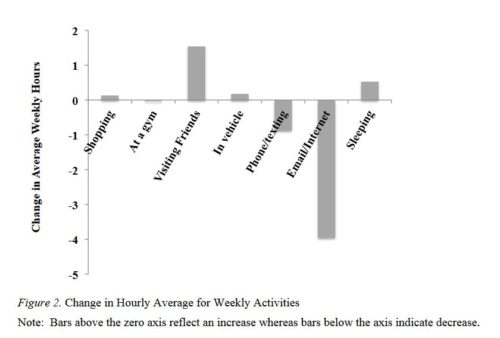 2
1
0
-1
-2
-3
-4
-5
Change in Average Weekly Hours
Shopping
At a gym
Visiting Friends
In vehicle
Phone/texting
Email/Internet
Sleeping
Figure 2. Change in Hourly Average for Weekly Activities
Note: Bars above the zero axis reflect an increase whereas bars below the axis indicate decrease.